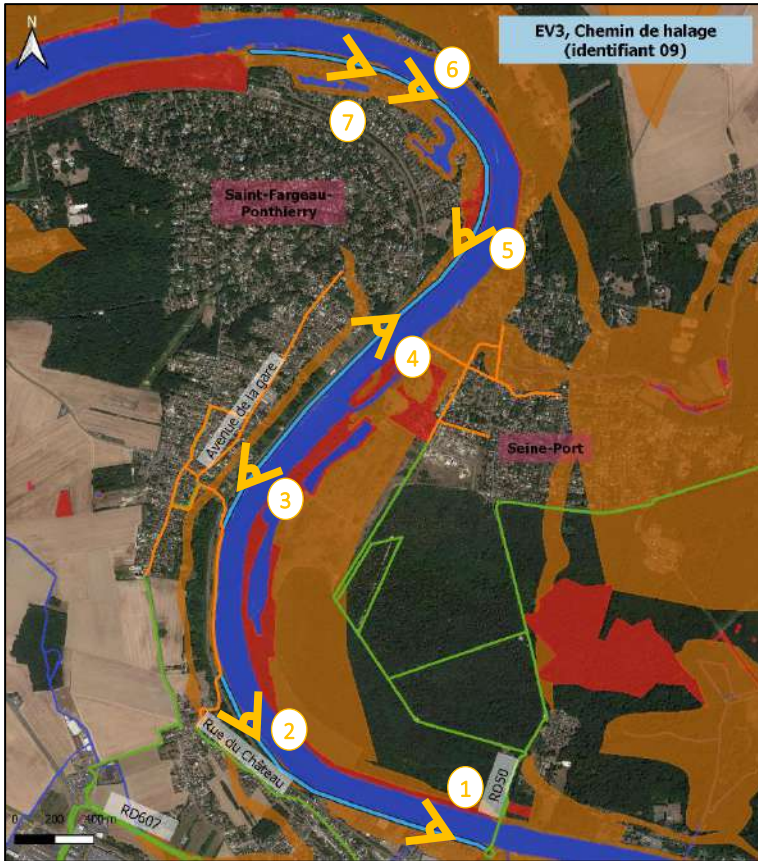 N
EV3, Chemin de halage
(identifiant 09)
6
7
Saint-Fargeau-
Ponthierry
5
4
Avenue de la gare
Seine-Port
3
2
Rue du Château
1
RD50
RD607
0 200 400 m